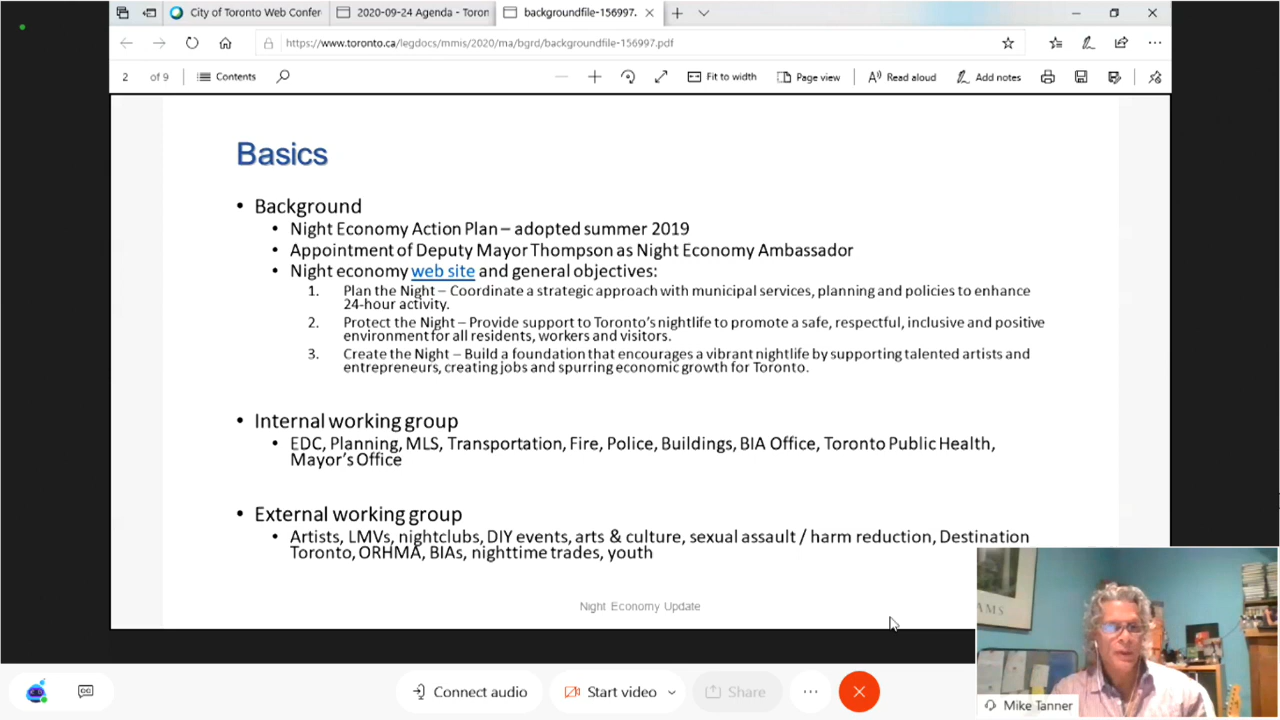 City of Toronto Web Confer
2020-09-24 Agenda - Toron
backgroundfile-156997.
https://www.toronto.ca/legdocs/mmis/2020/ma/bgrd/backgroundfile-156997.pdf
2 of 9
Contents
Fit to width
Page view
Read aloud
Add notes
Basics
• Background
• Night Economy Action Plan – adopted summer 2019
• Appointment of Deputy Mayor Thompson as Night Economy Ambassador
• Night economy web site and general objectives:
1. Plan the Night – Coordinate a strategic approach with municipal services, planning and policies to enhance
24-hour activity.
2. Protect the Night – Provide support to Toronto's nightlife to promote a safe, respectful, inclusive and positive
environment for all residents, workers and visitors.
3. Create the Night – Build a foundation that encourages a vibrant nightlife by supporting talented artists and
entrepreneurs, creating jobs and spurring economic growth for Toronto.
• Internal working group
• EDC, Planning, MLS, Transportation, Fire, Police, Buildings, BIA Office, Toronto Public Health,
Mayor's Office
• External working group
• Artists, LMVs, nightclubs, DIY events, arts & culture, sexual assault / harm reduction, Destination
Toronto, ORHMA, BIAs, nighttime trades, youth
Night Economy Update
AMS
Mike Tanner
CC
Connect audio
Start video
Share